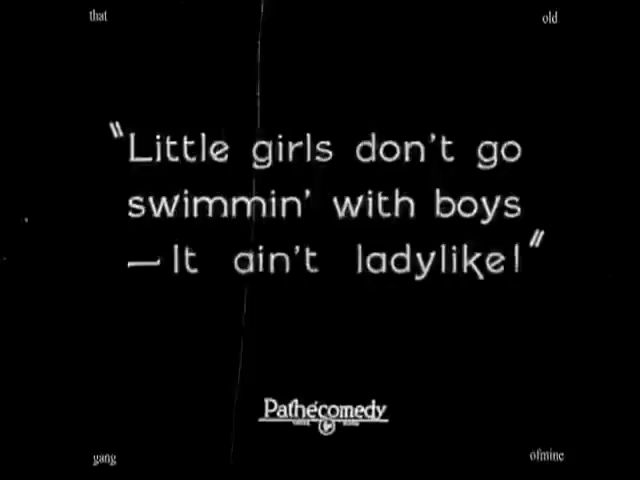 that old
"Little girls don't go
swimmin' with boys
— It ain't ladylike!"
Pathécomedy
gang ofmine